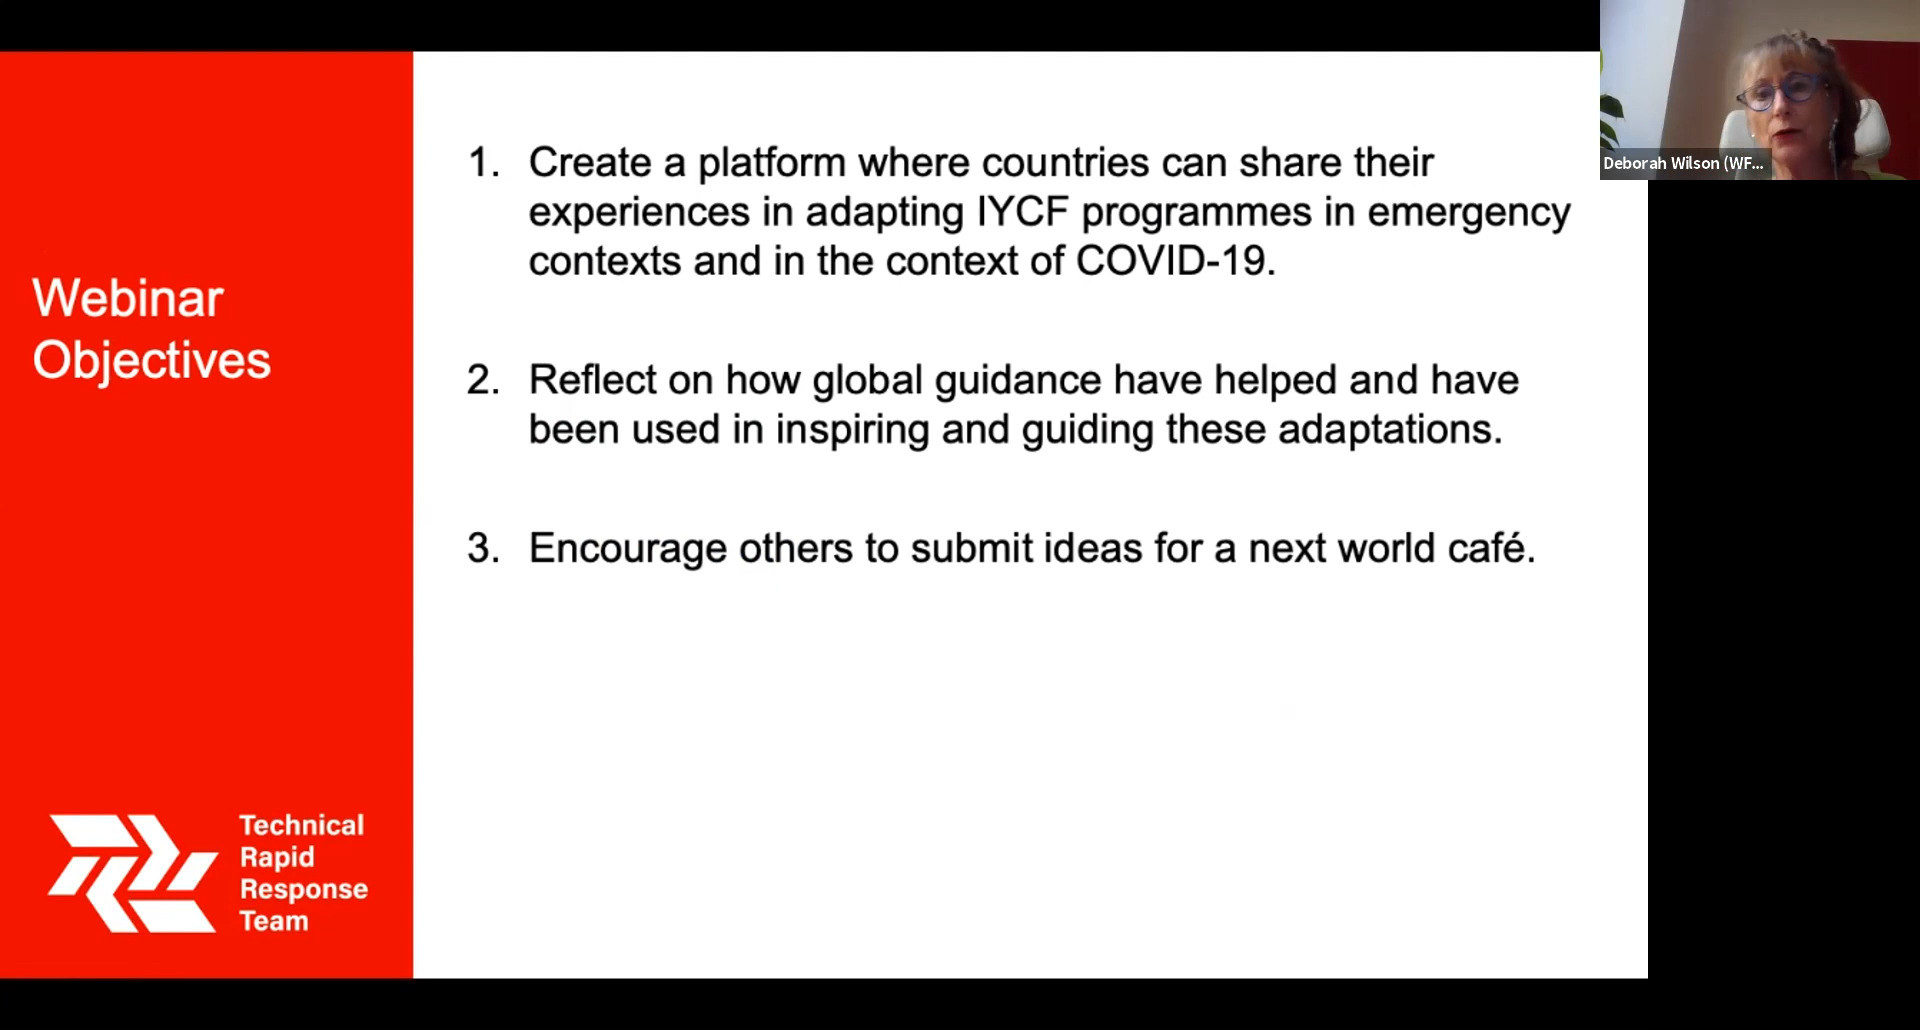 Webinar
Objectives
1. Create a platform where countries can share their
experiences in adapting IYCF programmes in emergency
contexts and in the context of COVID-19.
2. Reflect on how global guidance have helped and have
been used in inspiring and guiding these adaptations.
3. Encourage others to submit ideas for a next world café.
Technical
Rapid
Response
Team
Deborah Wilson (WF...